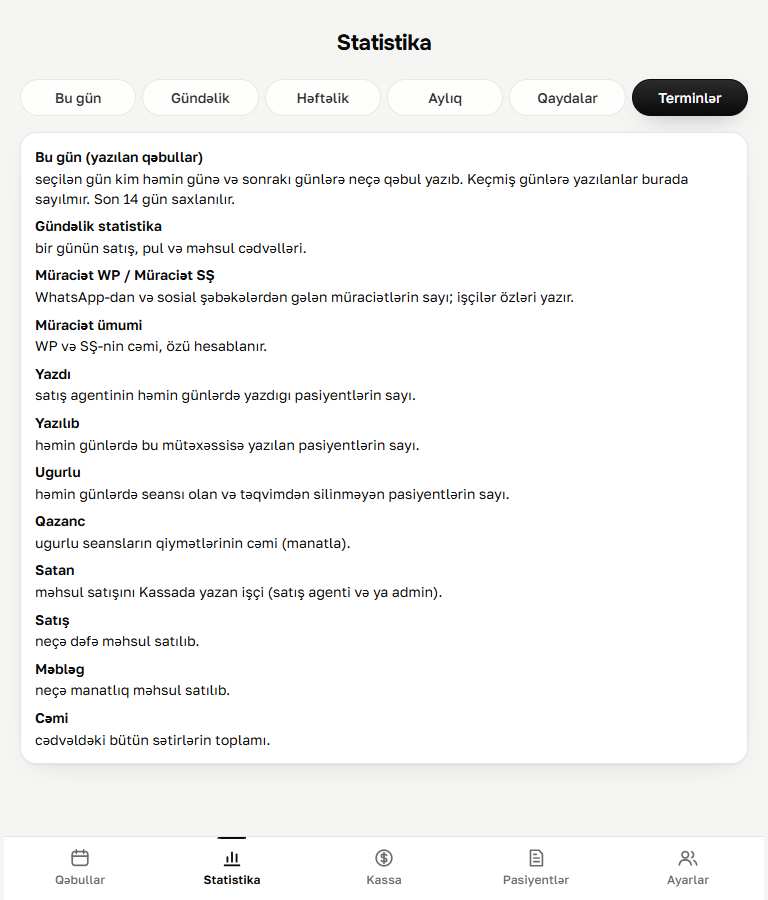 Statistika
Bu gün
Gündəlik
Həftəlik
Aylıq
Qaydalar
Terminlər
Bu gün (yazılan qəbullar)
seçilən gün kim həmin günə və sonrakı günlərə neçə qəbul yazıb. Keçmiş günlərə yazılanlar burada
sayılmır. Son 14 gün saxlanılır.
Gündəlik statistika
bir günün satış, pul və məhsul cədvəlləri.
Müraciət WP / Müraciət SŞ
WhatsApp-dan və sosial şəbəkələrdən gələn müraciətlərin sayı; işçilər özləri yazır.
Müraciət ümumi
WP və SŞ-nin cəmi, özü hesablanır.
Yazdı
satış agentinin həmin günlərdə yazdıgı pasiyentlərin sayı.
Yazılıb
həmin günlərdə bu mütəxəssisə yazılan pasiyentlərin sayı.
Ugurlu
həmin günlərdə seansı olan və təqvimdən silinməyən pasiyentlərin sayı.
Qazanc
ugurlu seansların qiymətlərinin cəmi (manatla).
Satan
məhsul satışını Kassada yazan işçi (satış agenti və ya admin).
Satış
neçə dəfə məhsul satılıb.
Məbləg
neçə manatlıq məhsul satılıb.
Cəmi
cədvəldəki bütün sətirlərin toplamı.
Qəbullar
Statistika
Kassa
Pasiyentlər
Ayarlar